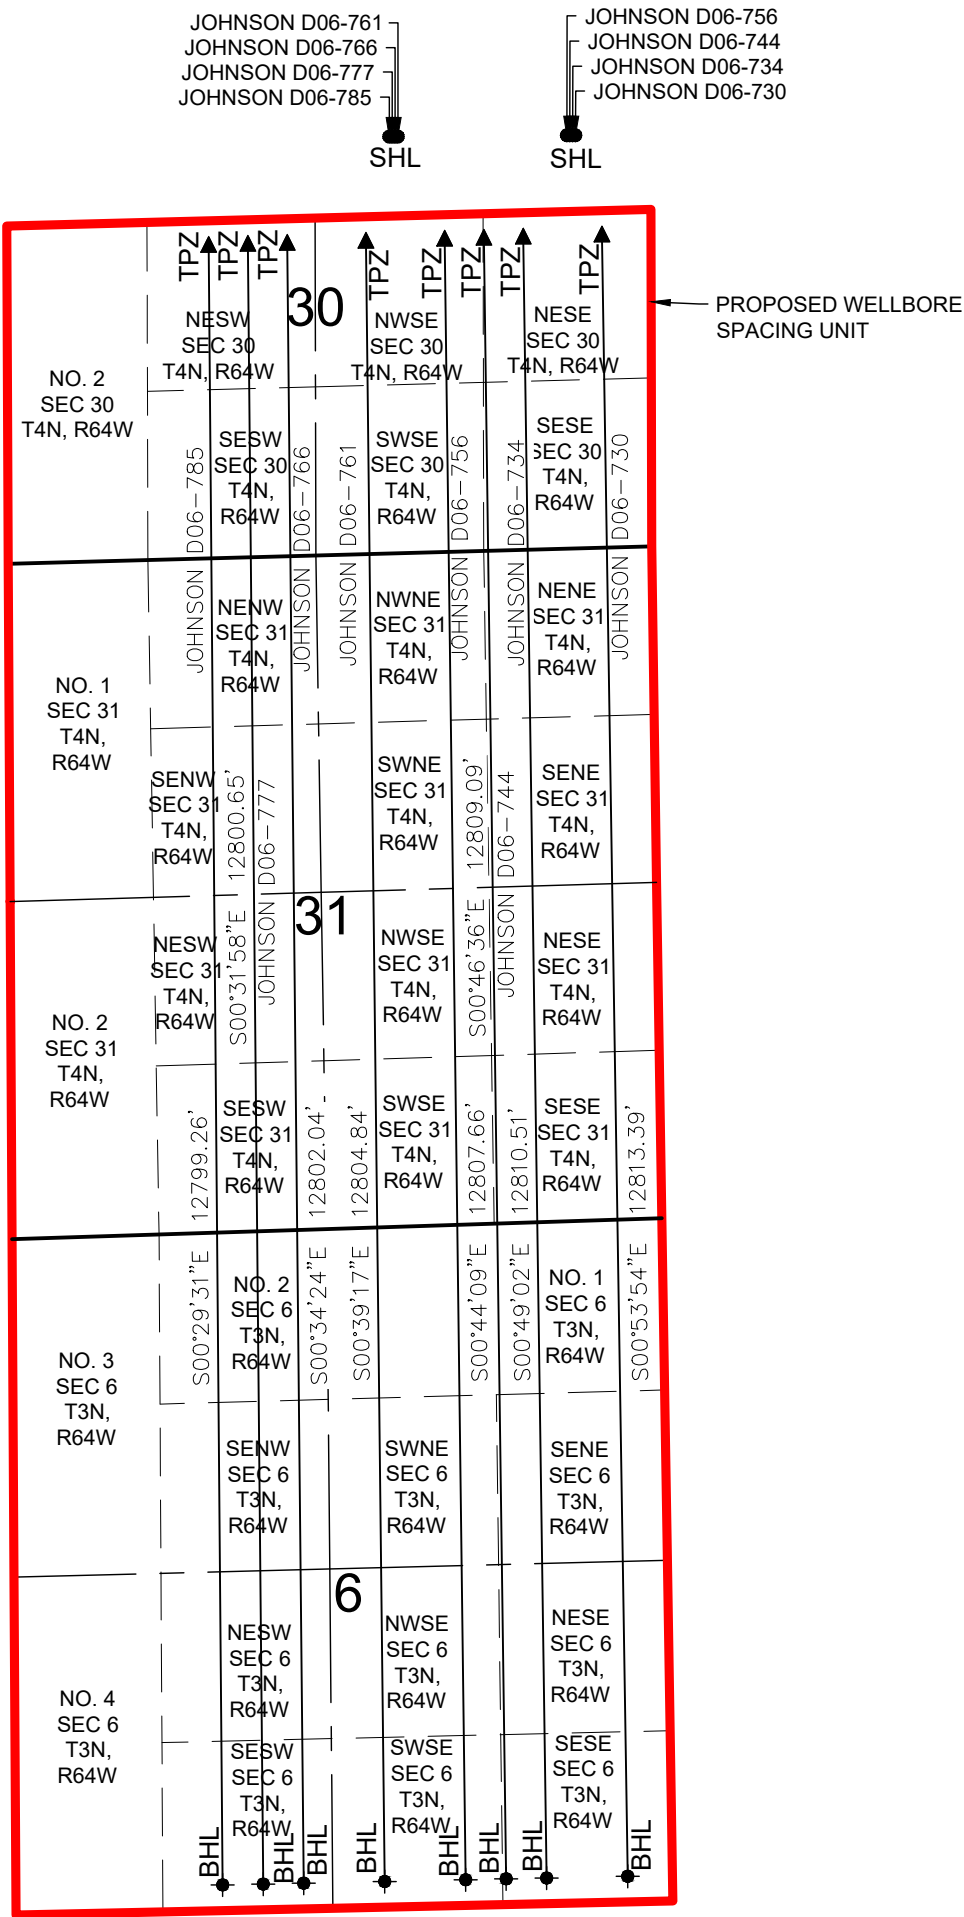 JOHNSON D06-761
JOHNSON D06-766
JOHNSON D06-777
JOHNSON D06-785
SHL
JOHNSON D06-756
JOHNSON D06-744
JOHNSON D06-734
JOHNSON D06-730
SHL
PROPOSED WELLBORE
SPACING UNIT
TPZ
TPZ
TPZ
TPZ
TPZ
TPZ
TPZ
TPZ
30
NO. 2
SEC 30
T4N, R64W
NESW
SEC 30
T4N, R64W
NWSE
SEC 30
T4N, R64W
NESE
SEC 30
T4N, R64W
SESW
SEC 30
T4N,
R64W
SWSE
SEC 30
T4N,
R64W
SESE
SEC 30
T4N,
R64W
JOHNSON D06-785
JOHNSON D06-766
JOHNSON D06-761
JOHNSON D06-756
JOHNSON D06-734
JOHNSON D06-730
NO. 1
SEC 31
T4N,
R64W
NENW
SEC 31
T4N,
R64W
NWNE
SEC 31
T4N,
R64W
NENE
SEC 31
T4N,
R64W
SENW
SEC 31
T4N,
R64W
SWNE
SEC 31
T4N,
R64W
SENE
SEC 31
T4N,
R64W
S00°31'58"E 12800.65'
JOHNSON D06-777
S00°46'36"E 12809.09'
JOHNSON D06-744
31
NO. 2
SEC 31
T4N,
R64W
NESW
SEC 31
T4N,
R64W
NWSE
SEC 31
T4N,
R64W
NESE
SEC 31
T4N,
R64W
SESW
SEC 31
T4N,
R64W
SWSE
SEC 31
T4N,
R64W
SESE
SEC 31
T4N,
R64W
S00°29'31"E 12799.26'
S00°34'24"E 12802.04'
S00°39'17"E 12804.84'
S00°44'09"E 12807.66'
S00°49'02"E 12810.51'
S00°53'54"E 12813.39'
NO. 3
SEC 6
T3N,
R64W
NO. 2
SEC 6
T3N,
R64W
NO. 1
SEC 6
T3N,
R64W
SENW
SEC 6
T3N,
R64W
SWNE
SEC 6
T3N,
R64W
SENE
SEC 6
T3N,
R64W
6
NO. 4
SEC 6
T3N,
R64W
NESW
SEC 6
T3N,
R64W
NWSE
SEC 6
T3N,
R64W
NESE
SEC 6
T3N,
R64W
SESW
SEC 6
T3N,
R64W
SWSE
SEC 6
T3N,
R64W
SESE
SEC 6
T3N,
R64W
BHL
BHL
BHL
BHL
BHL
BHL
BHL
BHL